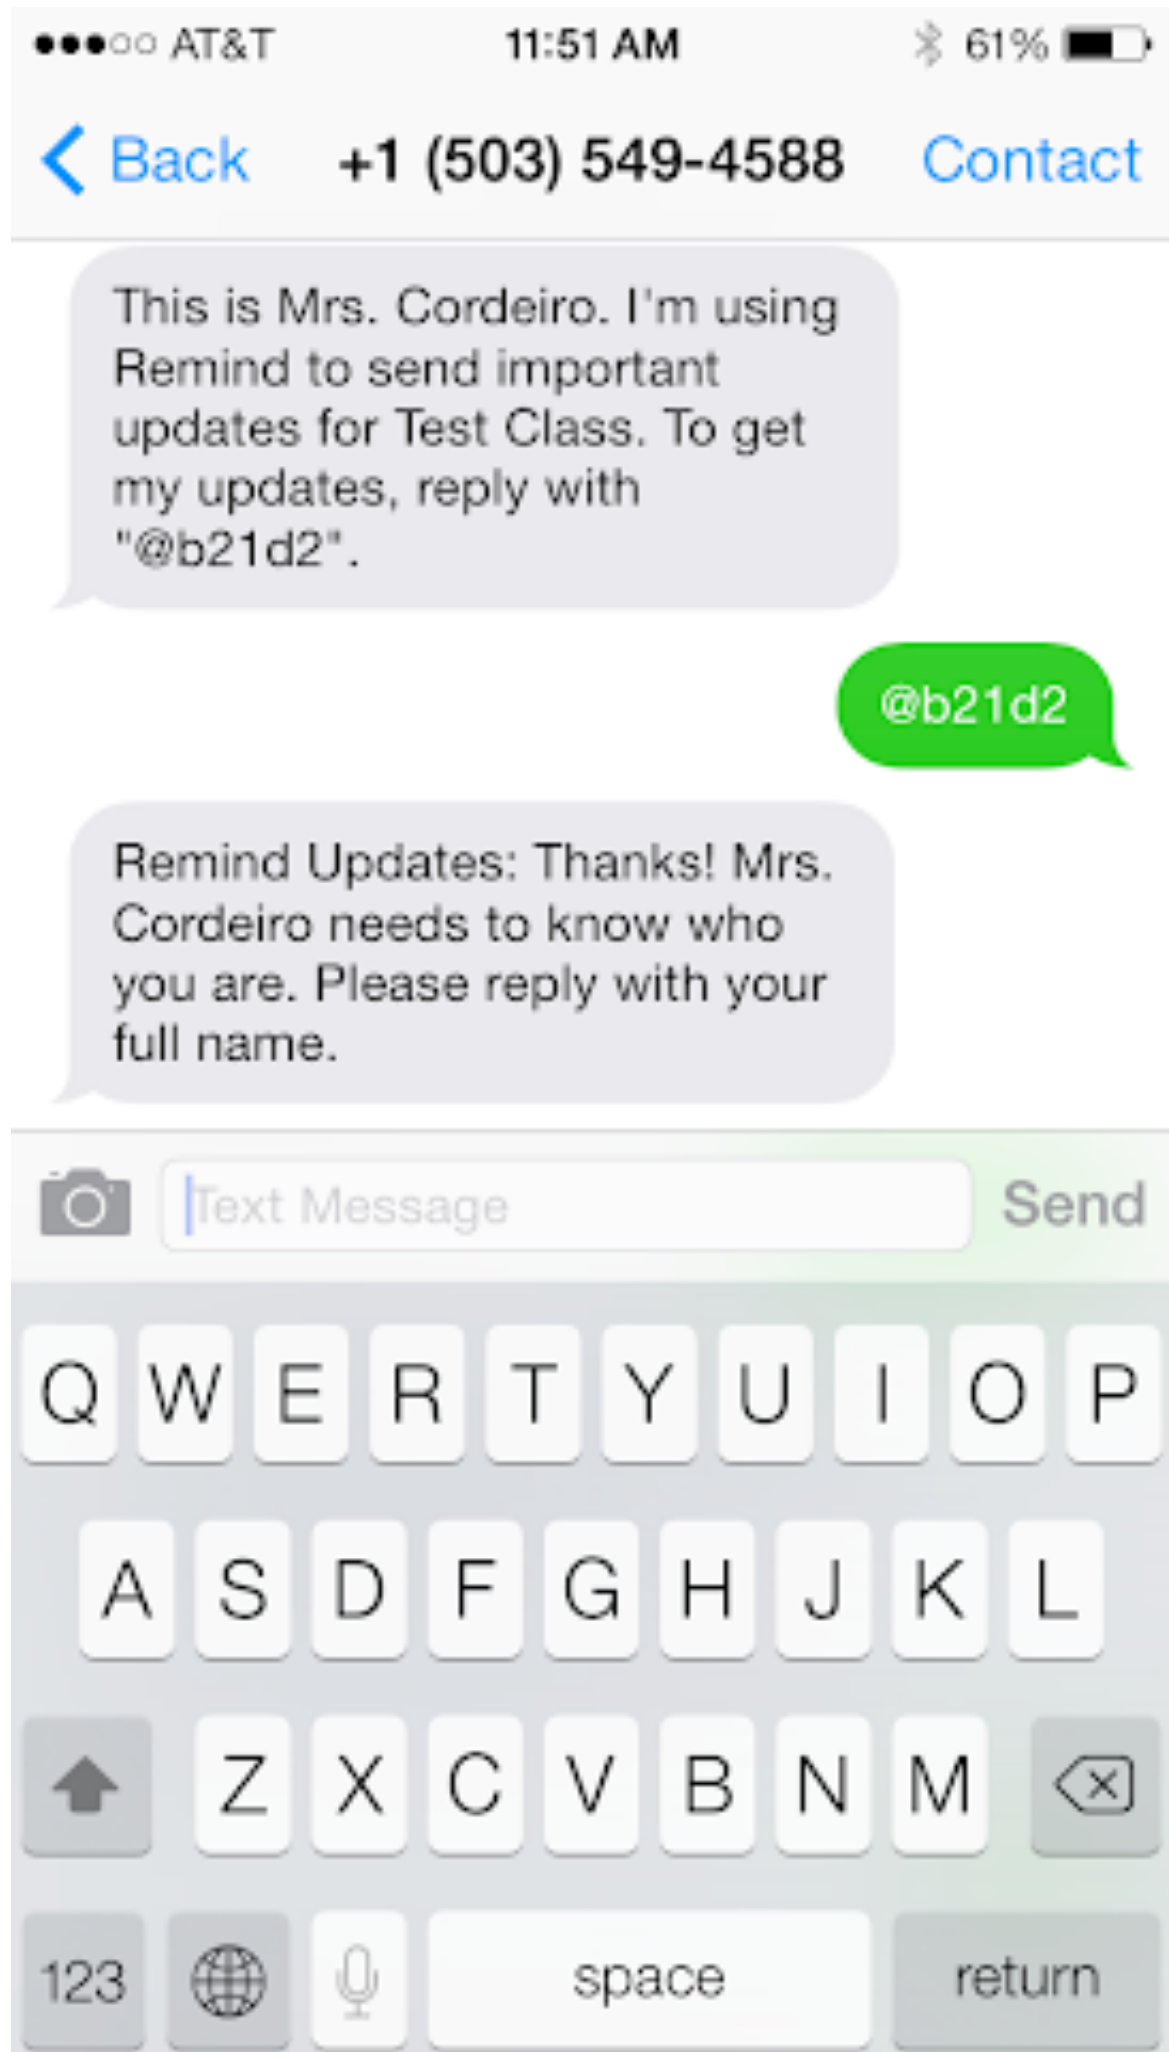 AT&T 11:51 AM 61%
Back +1 (503) 549-4588 Contact
This is Mrs. Cordeiro. I'm using
Remind to send important
updates for Test Class. To get
my updates, reply with
"@b21d2".
@b21d2
Remind Updates: Thanks! Mrs.
Cordeiro needs to know who
you are. Please reply with your
full name.
Text Message Send
Q W E R T Y U I O P
A S D F G H J K L
Z X C V B N M
123 space return